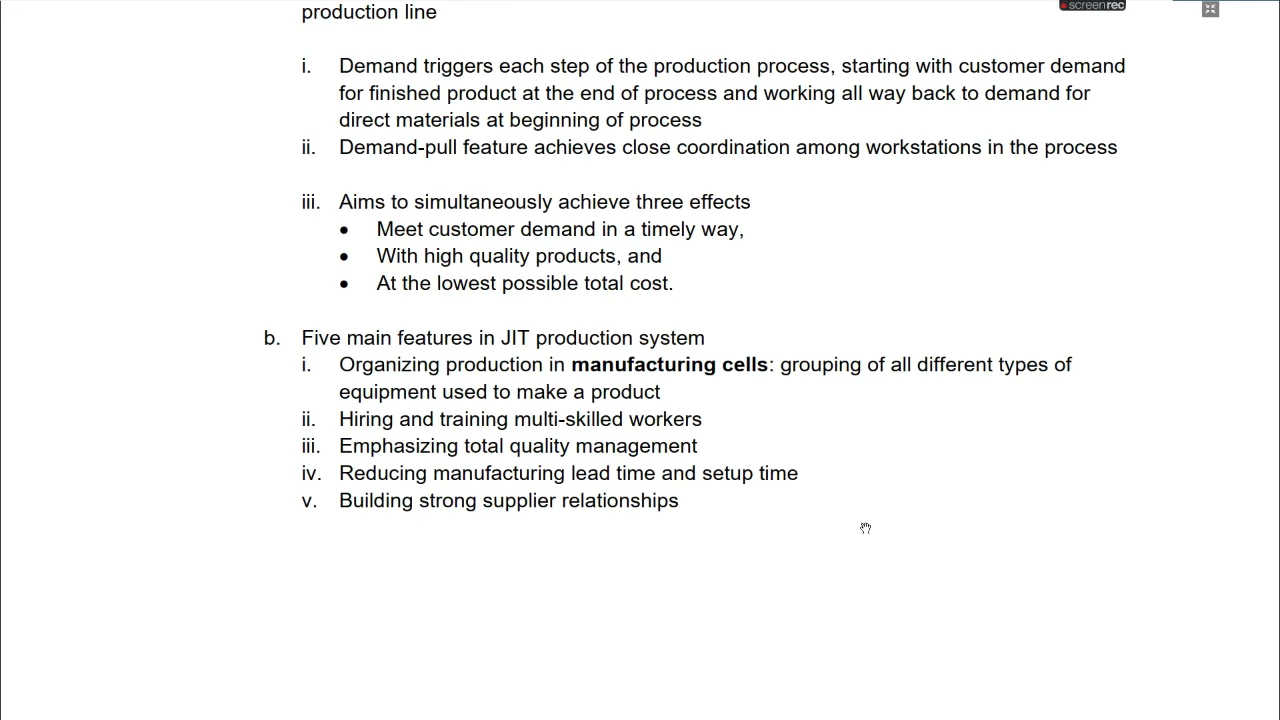 screenrec
production line
i. Demand triggers each step of the production process, starting with customer demand
for finished product at the end of process and working all way back to demand for
direct materials at beginning of process
ii. Demand-pull feature achieves close coordination among workstations in the process
iii. Aims to simultaneously achieve three effects
• Meet customer demand in a timely way,
• With high quality products, and
• At the lowest possible total cost.
b. Five main features in JIT production system
i. Organizing production in manufacturing cells: grouping of all different types of
equipment used to make a product
ii. Hiring and training multi-skilled workers
iii. Emphasizing total quality management
iv. Reducing manufacturing lead time and setup time
v. Building strong supplier relationships